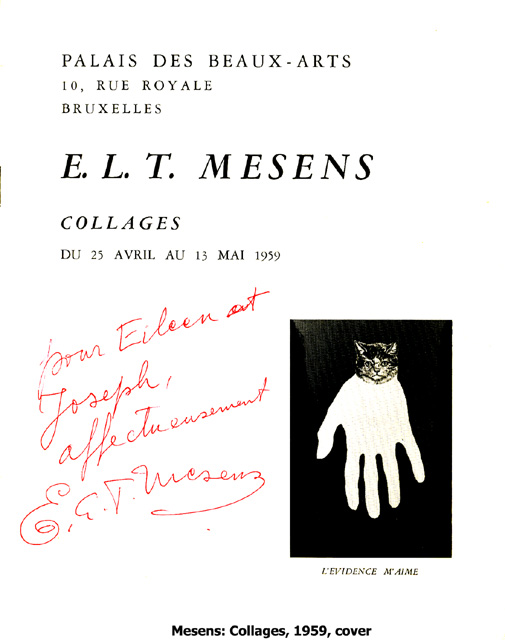 PALAIS DES BEAUX-ARTS
10, RUE ROYALE
BRUXELLES
E. L. T. MESENS
COLLAGES
DU 25 AVRIL AU 13 MAI 1959
pour Eileen et
Joseph,
affectueusement
E.L.T. Mesens
L'EVIDENCE M'AIME
Mesens: Collages, 1959, cover